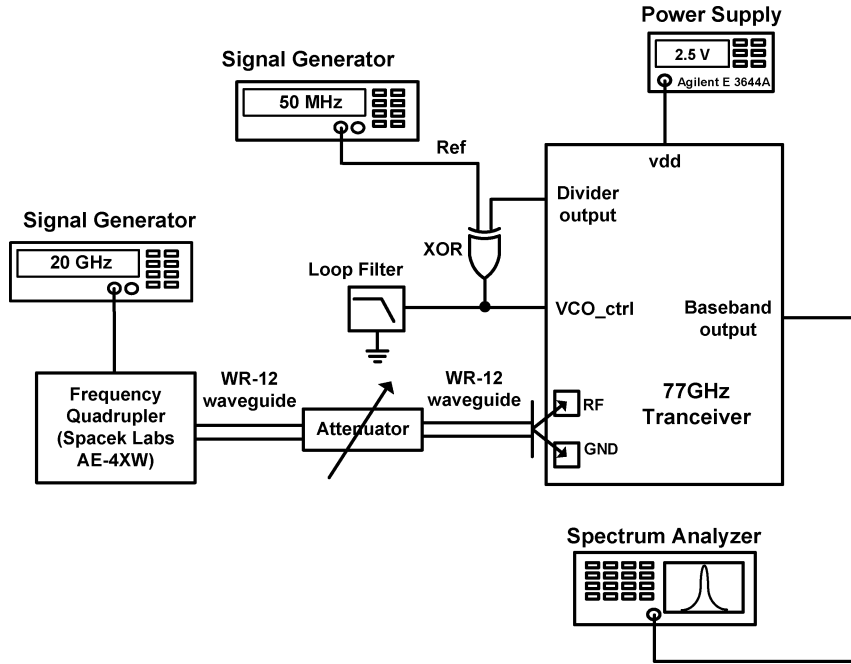 Power Supply
2.5 V
Agilent E 3644A
Signal Generator
50 MHz
Ref
vdd
Divider
output
Signal Generator
20 GHz
XOR
Loop Filter
VCO_ctrl
Baseband
output
Frequency
Quadrupler
(Spacek Labs
AE-4XW)
WR-12
waveguide
Attenuator
WR-12
waveguide
RF
GND
77GHz
Tranceiver
Spectrum Analyzer